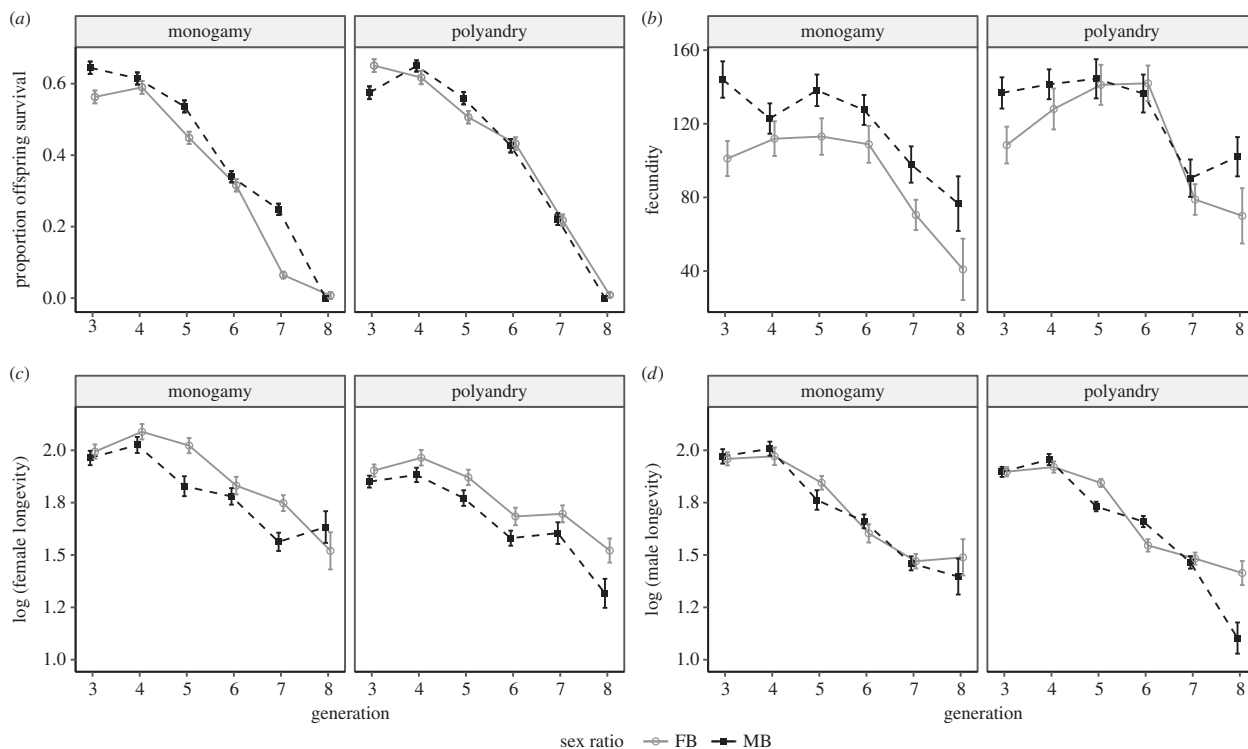 (a)
monogamy
polyandry
proportion offspring survival
0.6
0.4
0.2
0.0
3 4 5 6 7 8
3 4 5 6 7 8
(b)
monogamy
polyandry
fecundity
160
120
80
40
3 4 5 6 7 8
3 4 5 6 7 8
(c)
monogamy
polyandry
log (female longevity)
2.0
1.8
1.5
1.2
1.0
3 4 5 6 7 8
3 4 5 6 7 8
generation
(d)
monogamy
polyandry
log (male longevity)
2.0
1.8
1.5
1.2
1.0
3 4 5 6 7 8
3 4 5 6 7 8
generation
sex ratio FB MB